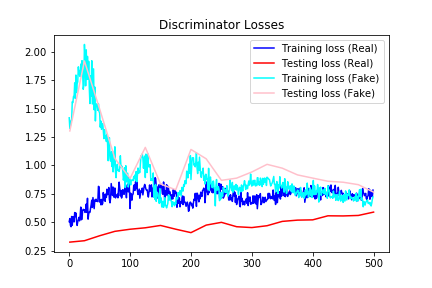 Discriminator Losses
Training loss (Real)
Testing loss (Real)
Training loss (Fake)
Testing loss (Fake)
2.00
1.75
1.50
1.25
1.00
0.75
0.50
0.25
0 100 200 300 400 500